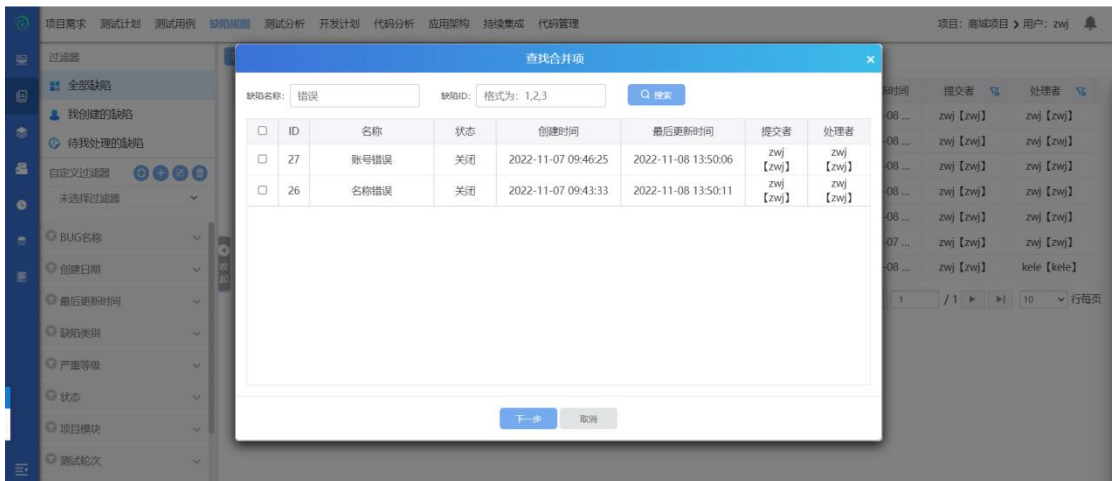 项目需求 测试计划 测试用例 缺陷视图 测试分析 开发计划 代码分析 应用架构 持续集成 代码管理 项目：商城项目 用户：zwj
过滤器
全部缺陷
我创建的缺陷
待我处理的缺陷
自定义过滤器
未选择过滤器
BUG名称
创建日期
最后更新时间
缺陷类别
严重等级
状态
项目模块
测试轮次
查找合并项
缺陷名称： 错误 缺陷ID： 格式为：1,2,3 搜索
ID 名称 状态 创建时间 最后更新时间 提交者 处理者
27 账号错误 关闭 2022-11-07 09:46:25 2022-11-08 13:50:06 zwj【zwj】 zwj【zwj】
26 名称错误 关闭 2022-11-07 09:43:33 2022-11-08 13:50:11 zwj【zwj】 zwj【zwj】
下一步 取消
新时间 提交者 处理者
-08 ... zwj【zwj】 zwj【zwj】
-08 ... zwj【zwj】 zwj【zwj】
-08 ... zwj【zwj】 zwj【zwj】
-08 ... zwj【zwj】 zwj【zwj】
-08 ... zwj【zwj】 zwj【zwj】
-07 ... zwj【zwj】 zwj【zwj】
-08 ... zwj【zwj】 kele【kele】
1 / 1 10 行每页